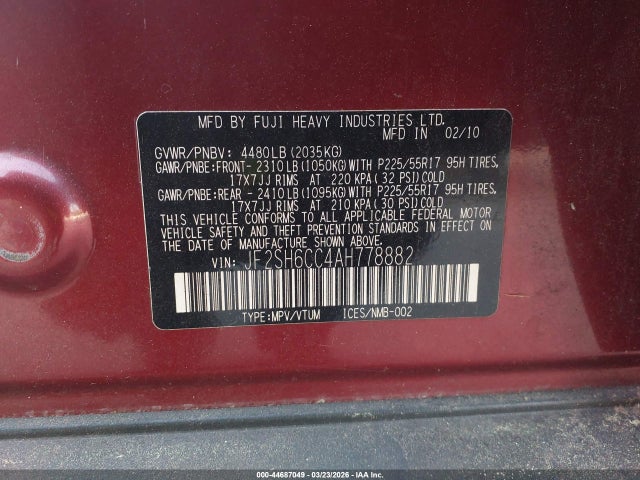 MFD BY FUJI HEAVY INDUSTRIES LTD.
MFD IN 02/10
GVWR/PNBV: 4480LB(2035KG)
GAWR/PNBE:FRONT- 2310LB(1050KG)WITH P225/55R17 95H TIRES,
17X7JJ RIMS AT 220 KPA(32 PSI)COLD
GAWR/PNBE:REAR - 2410LB(1095KG)WITH P225/55R17 95H TIRES,
17X7JJ RIMS AT 210 KPA(30 PSI)COLD
THIS VEHICLE CONFORMS TO ALL APPLICABLE FEDERAL MOTOR
VEHICLE SAFETY AND THEFT PREVENTION STANDARDS IN EFFECT
ON THE DATE OF MANUFACTURE SHOWN ABOVE.
VIN: JF2SH6CC4AH778882
TYPE:MPV/VTUM ICES/NMB-002
000-44687049 - 03/23/2026 - IAA Inc.